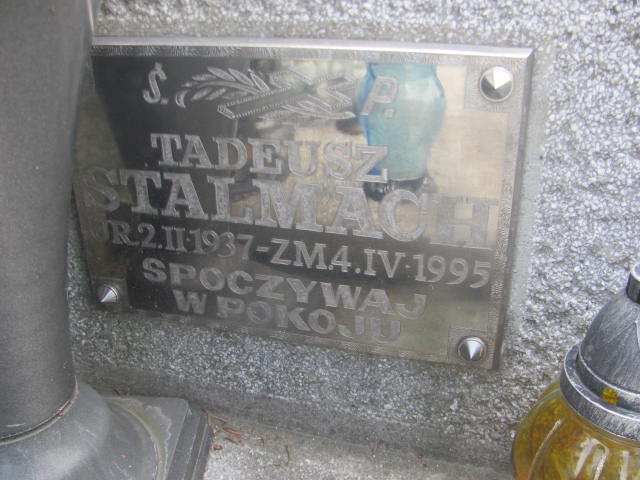 Ś. P.
TADEUSZ
STALMACH
UR.2.II.1937-ZM.4.IV.1995
SPOCZYWAJ
W POKOJU